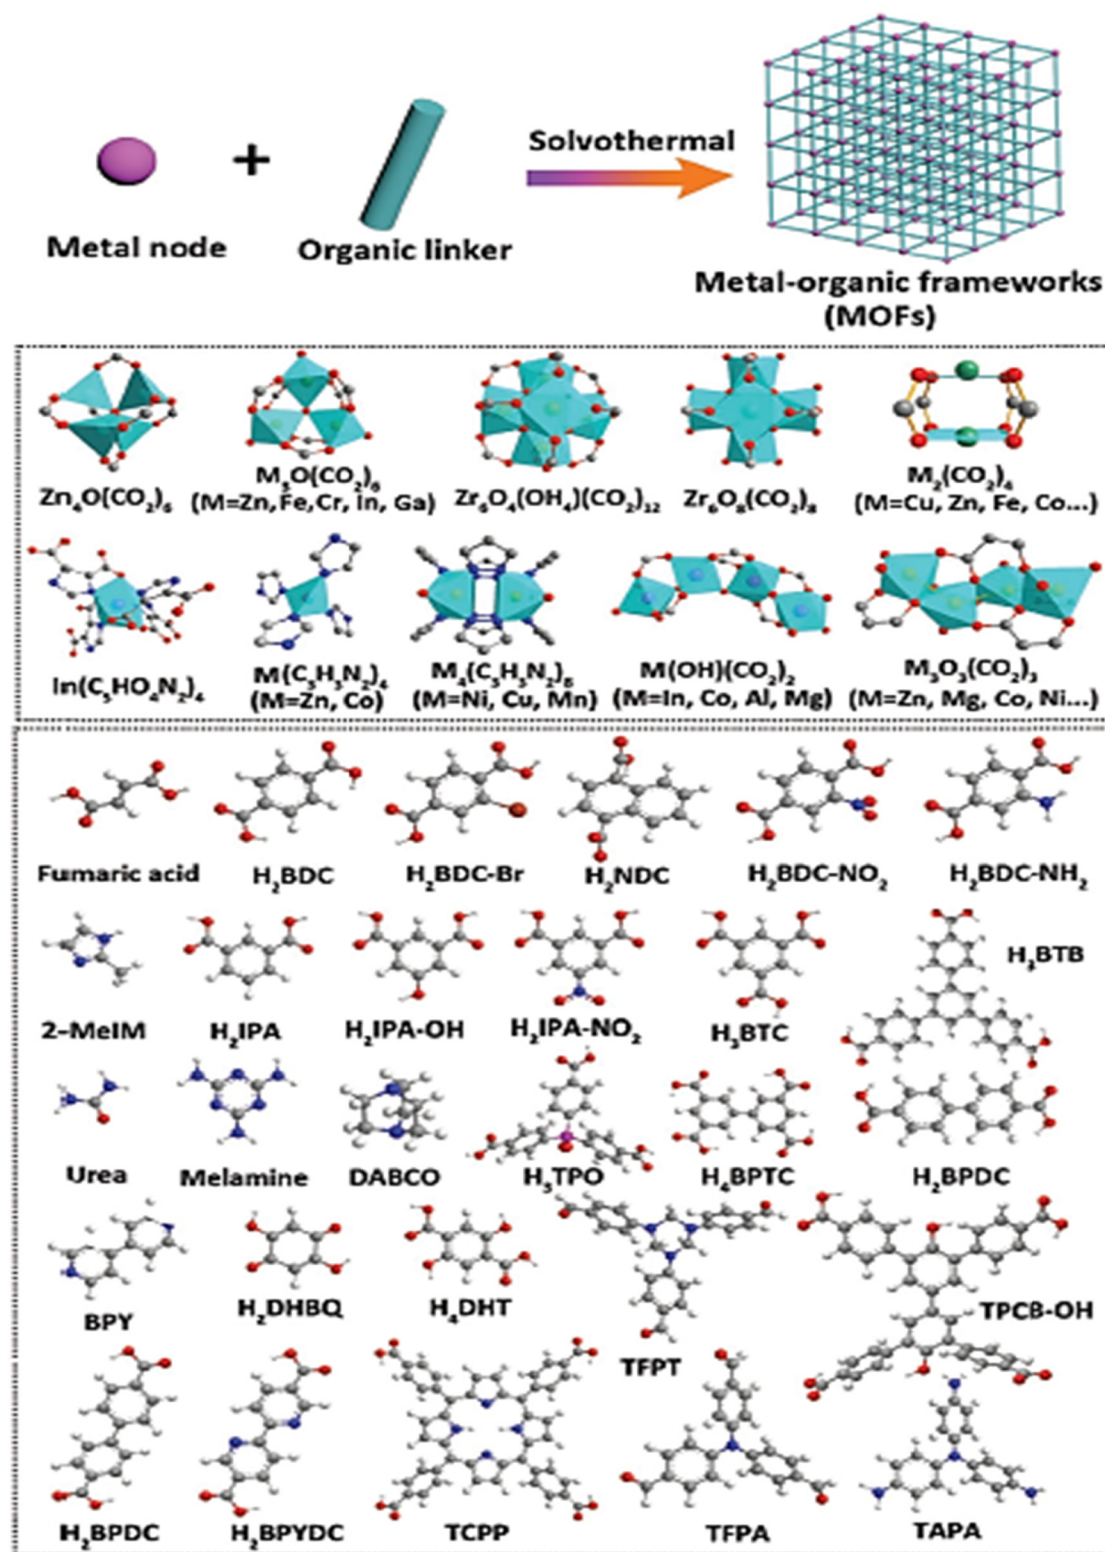 Solvothermal
+
Metal node
Organic linker
Metal-organic frameworks
(MOFs)
Zn₄O(CO₂)₆
M₃O(CO₂)₆
(M=Zn, Fe, Cr, In, Ga)
Zr₆O₄(OH₄)(CO₂)₁₂
Zr₆O₈(CO₂)₈
M₂(CO₂)₄
(M=Cu, Zn, Fe, Co...)
In(C₅HO₄N₂)₄
M(C₃H₃N₂)₄
(M=Zn, Co)
M₄(C₃H₃N₂)₈
(M=Ni, Cu, Mn)
M(OH)(CO₂)₂
(M=In, Co, Al, Mg)
M₃O₃(CO₂)₃
(M=Zn, Mg, Co, Ni...)
Fumaric acid
H₂BDC
H₂BDC-Br
H₂NDC
H₂BDC-NO₂
H₂BDC-NH₂
2-MeIM
H₂IPA
H₂IPA-OH
H₂IPA-NO₂
H₃BTC
H₃BTB
Urea
Melamine
DABCO
H₃TPO
H₄BPTC
H₂BPDC
BPY
H₂DHBQ
H₄DHT
TFPT
TPCB-OH
H₂BPDC
H₂BPYDC
TCPP
TFPA
TAPA